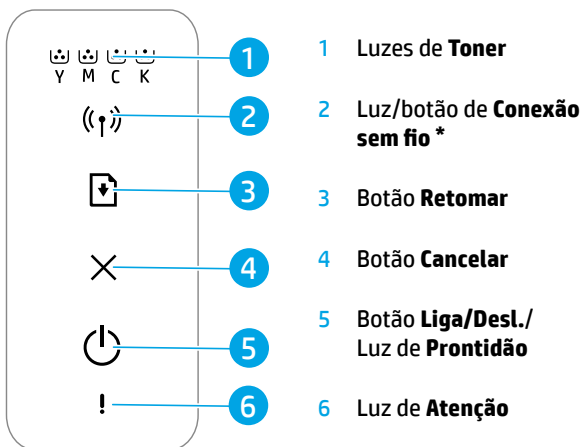 Y M C K
1
2
3
4
5
6
1 Luzes de Toner
2 Luz/botão de Conexão
sem fio *
3 Botão Retomar
4 Botão Cancelar
5 Botão Liga/Desl./
Luz de Prontidão
6 Luz de Atenção